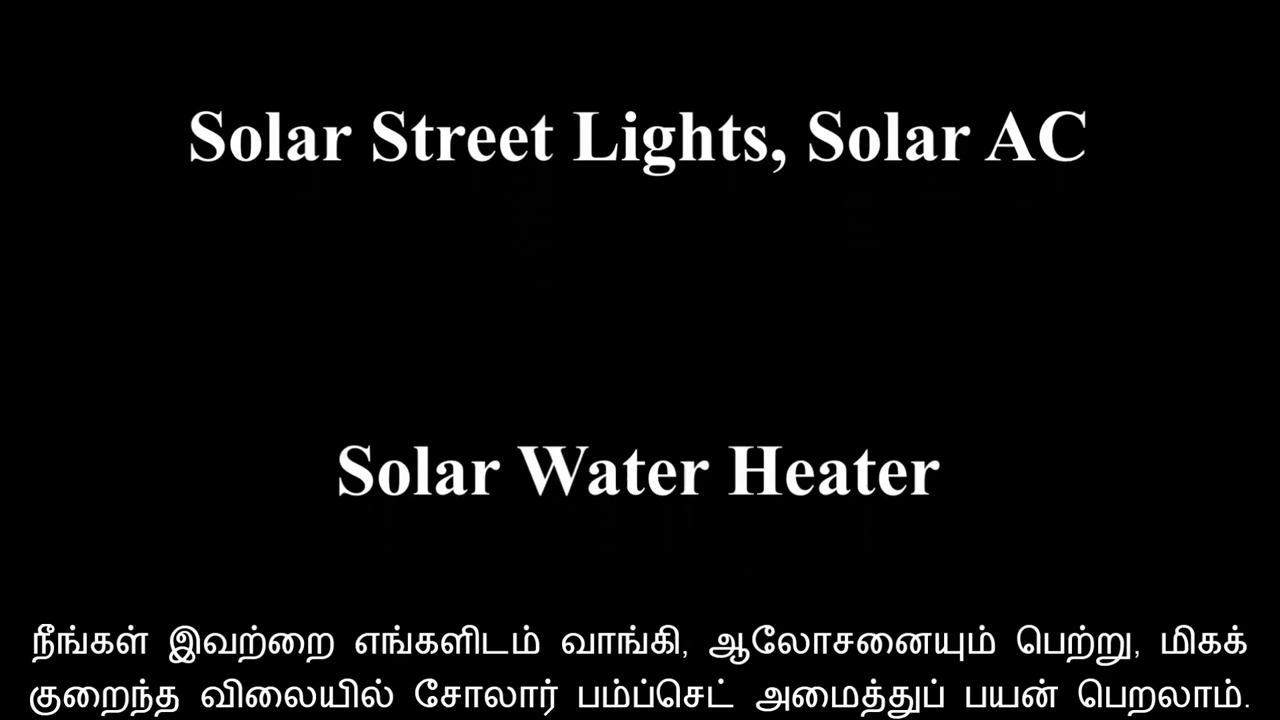 Solar Street Lights, Solar AC
Solar Water Heater
நீங்கள் இவற்றை எங்களிடம் வாங்கி, ஆலோசனையும் பெற்று, மிகக்
குறைந்த விலையில் சோலார் பம்ப்செட் அமைத்துப் பயன் பெறலாம்.